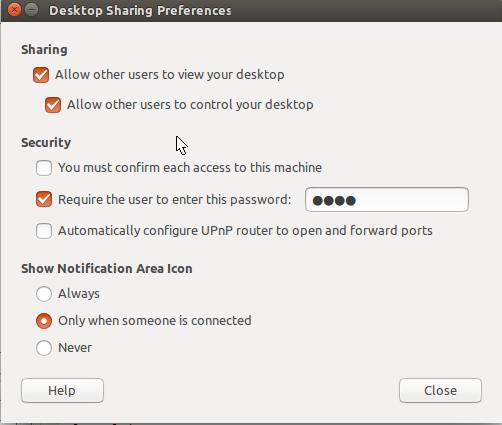 Desktop Sharing Preferences
Sharing
Allow other users to view your desktop
Allow other users to control your desktop
Security
You must confirm each access to this machine
Require the user to enter this password: ●●●●
Automatically configure UPnP router to open and forward ports
Show Notification Area Icon
Always
Only when someone is connected
Never
Help Close